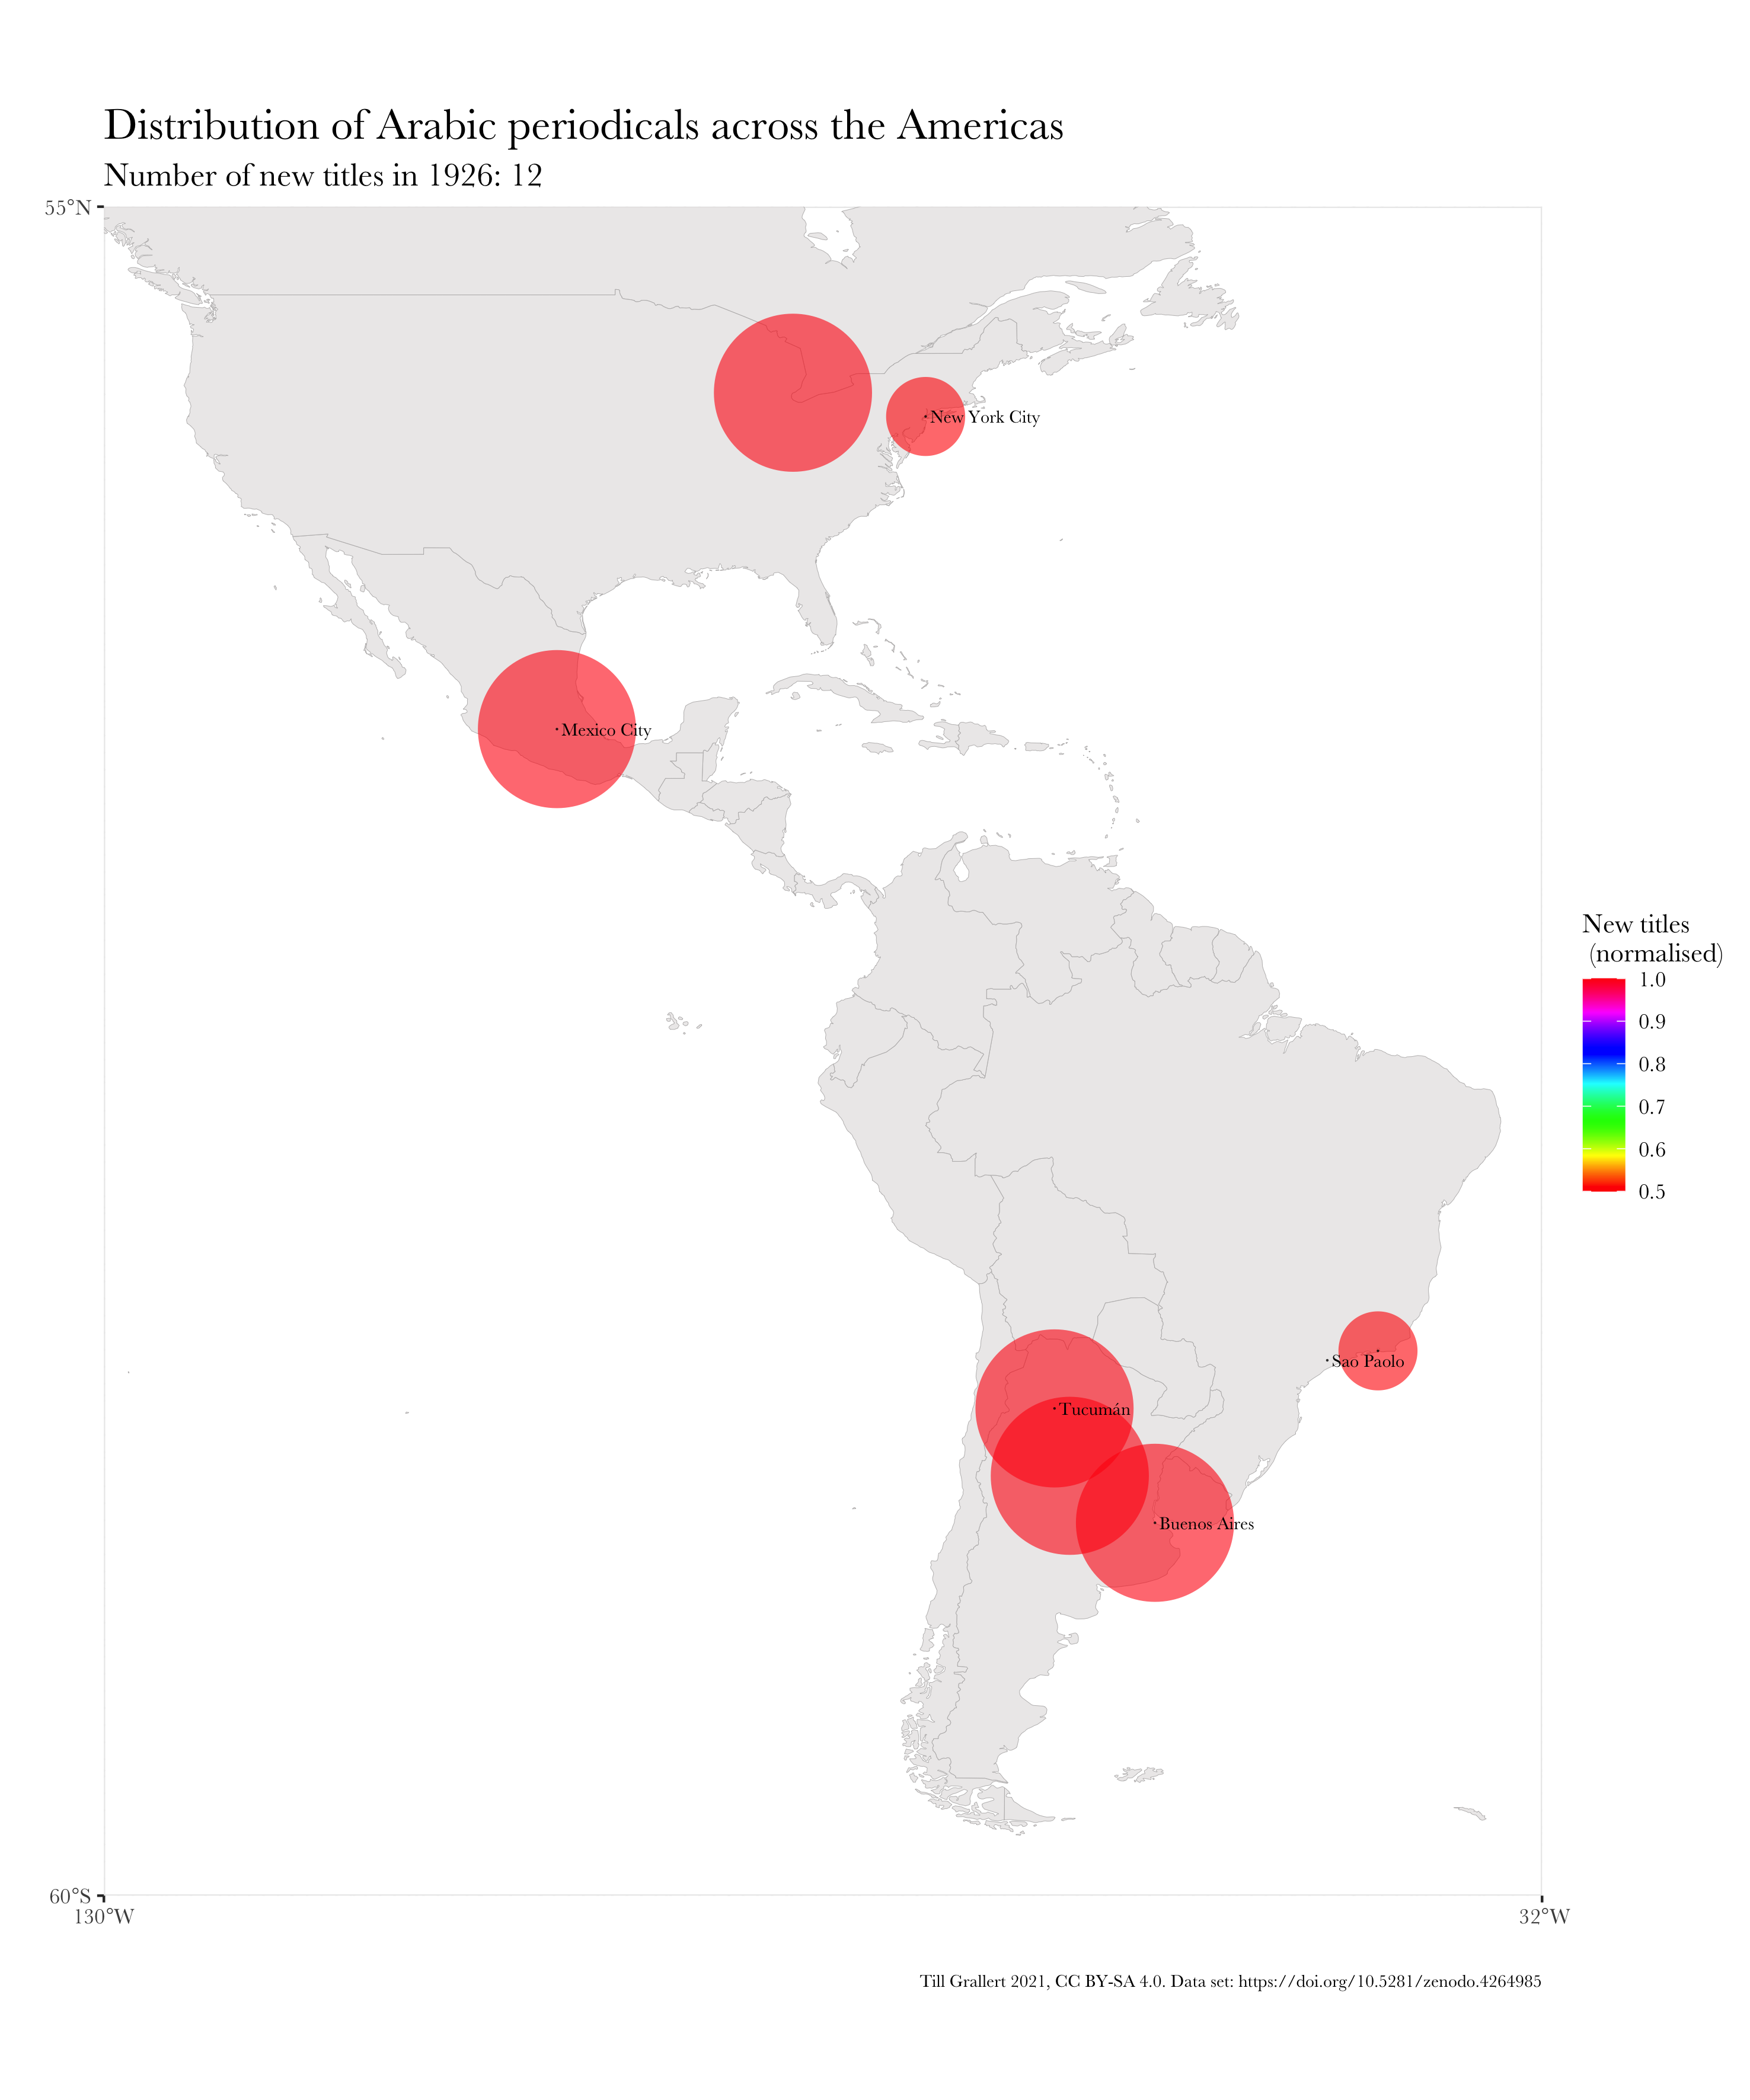 Distribution of Arabic periodicals across the Americas
Number of new titles in 1926: 12
55°N
New York City
Mexico City
New titles
(normalised)
1.0
0.9
0.8
0.7
0.6
0.5
Sao Paolo
Tucumán
Buenos Aires
60°S
130°W
32°W
Till Grallert 2021, CC BY-SA 4.0. Data set: https://doi.org/10.5281/zenodo.4264985